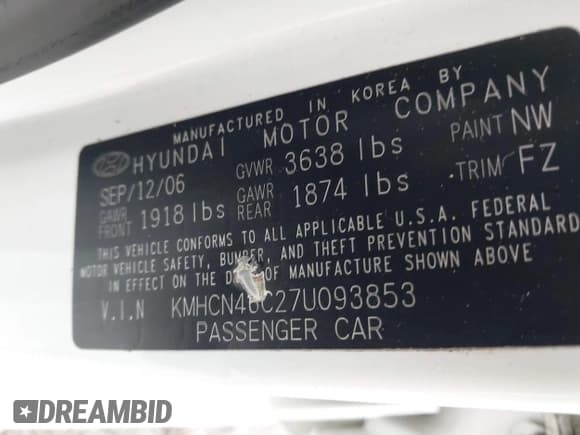 MANUFACTURED IN KOREA BY
HYUNDAI MOTOR COMPANY
SEP/12/06 GVWR 3638 lbs PAINT NW
GAWR FRONT 1918 lbs GAWR REAR 1874 lbs TRIM FZ
THIS VEHICLE CONFORMS TO ALL APPLICABLE U.S.A. FEDERAL
MOTOR VEHICLE SAFETY, BUMPER, AND THEFT PREVENTION STANDARD
IN EFFECT ON THE DATE OF MANUFACTURE SHOWN ABOVE
V.I.N KMHCN46C27U093853
PASSENGER CAR
DREAMBID